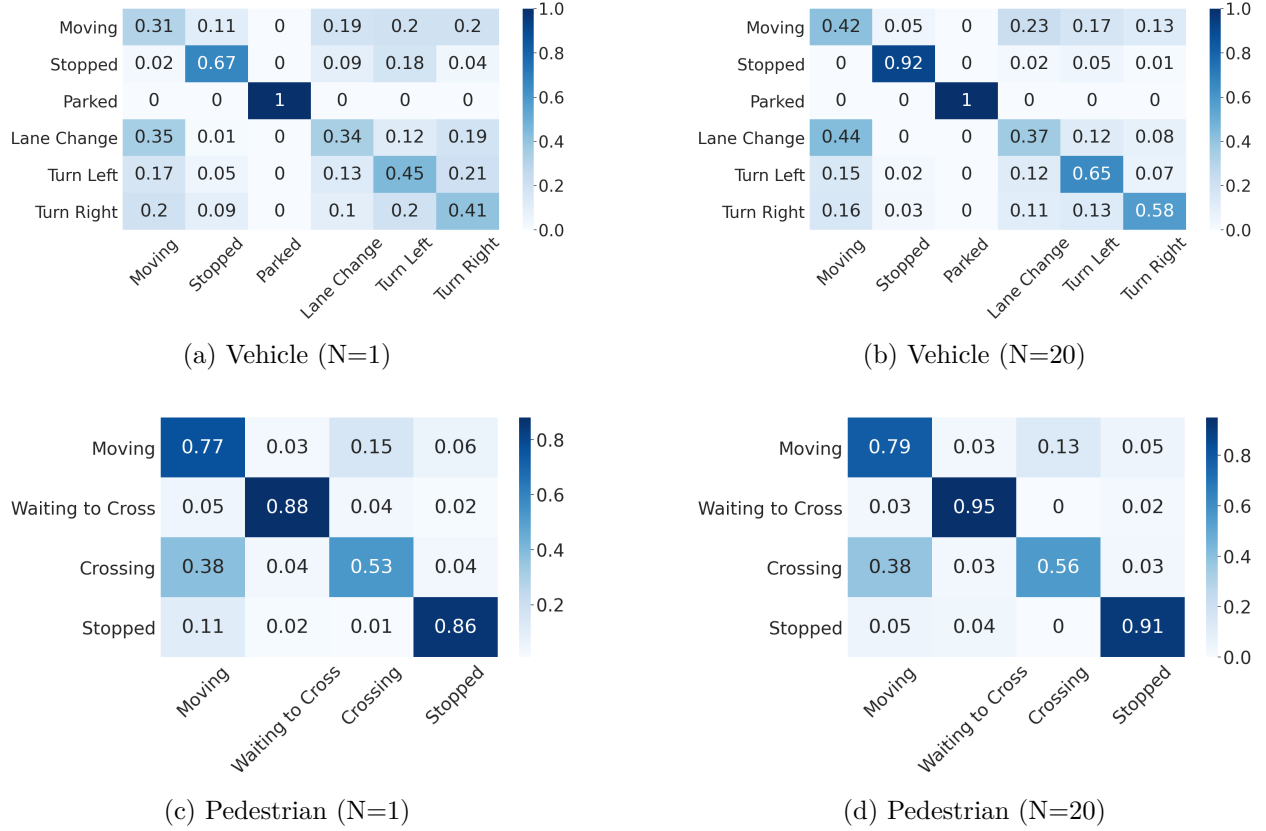 Moving 0.31 0.11 0 0.19 0.2 0.2
Stopped 0.02 0.67 0 0.09 0.18 0.04
Parked 0 0 1 0 0 0
Lane Change 0.35 0.01 0 0.34 0.12 0.19
Turn Left 0.17 0.05 0 0.13 0.45 0.21
Turn Right 0.2 0.09 0 0.1 0.2 0.41
Moving Stopped Parked Lane Change Turn Left Turn Right
1.0
0.8
0.6
0.4
0.2
0.0
(a) Vehicle (N=1)
Moving 0.42 0.05 0 0.23 0.17 0.13
Stopped 0 0.92 0 0.02 0.05 0.01
Parked 0 0 1 0 0 0
Lane Change 0.44 0 0 0.37 0.12 0.08
Turn Left 0.15 0.02 0 0.12 0.65 0.07
Turn Right 0.16 0.03 0 0.11 0.13 0.58
Moving Stopped Parked Lane Change Turn Left Turn Right
1.0
0.8
0.6
0.4
0.2
0.0
(b) Vehicle (N=20)
Moving 0.77 0.03 0.15 0.06
Waiting to Cross 0.05 0.88 0.04 0.02
Crossing 0.38 0.04 0.53 0.04
Stopped 0.11 0.02 0.01 0.86
Moving Waiting to Cross Crossing Stopped
0.8
0.6
0.4
0.2
(c) Pedestrian (N=1)
Moving 0.79 0.03 0.13 0.05
Waiting to Cross 0.03 0.95 0 0.02
Crossing 0.38 0.03 0.56 0.03
Stopped 0.05 0.04 0 0.91
Moving Waiting to Cross Crossing Stopped
0.8
0.6
0.4
0.2
0.0
(d) Pedestrian (N=20)